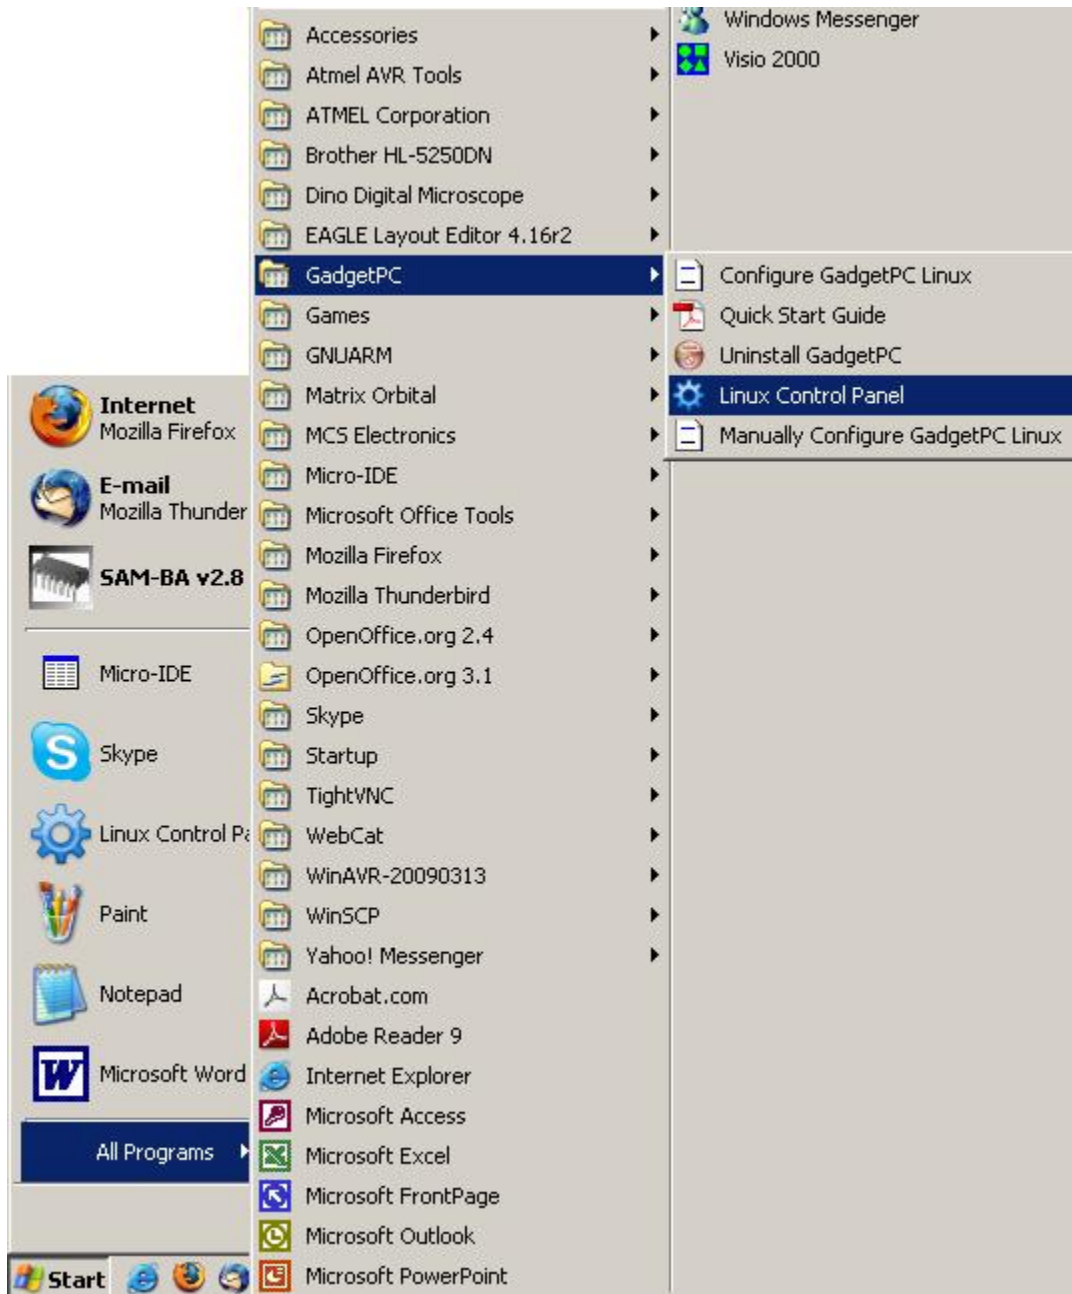 Internet
Mozilla Firefox
E-mail
Mozilla Thunder
SAM-BA v2.8
Micro-IDE
Skype
Linux Control Pa
Paint
Notepad
Microsoft Word
All Programs
Start
Accessories
Atmel AVR Tools
ATMEL Corporation
Brother HL-5250DN
Dino Digital Microscope
EAGLE Layout Editor 4.16r2
GadgetPC
Games
GNUARM
Matrix Orbital
MCS Electronics
Micro-IDE
Microsoft Office Tools
Mozilla Firefox
Mozilla Thunderbird
OpenOffice.org 2.4
OpenOffice.org 3.1
Skype
Startup
TightVNC
WebCat
WinAVR-20090313
WinSCP
Yahoo! Messenger
Acrobat.com
Adobe Reader 9
Internet Explorer
Microsoft Access
Microsoft Excel
Microsoft FrontPage
Microsoft Outlook
Microsoft PowerPoint
Windows Messenger
Visio 2000
Configure GadgetPC Linux
Quick Start Guide
Uninstall GadgetPC
Linux Control Panel
Manually Configure GadgetPC Linux